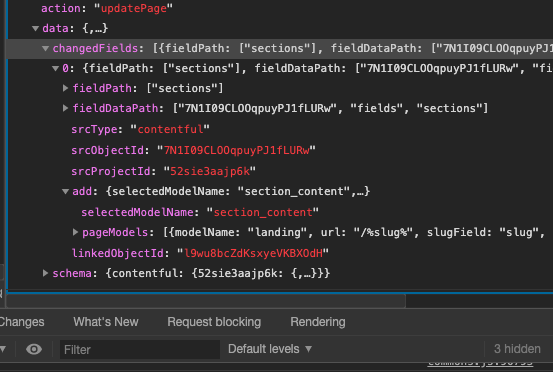 action: "updatePage"
data: {,…}
changedFields: [{fieldPath: ["sections"], fieldDataPath: ["7N1I09CLOOqpuyPJ1
0: {fieldPath: ["sections"], fieldDataPath: ["7N1I09CLOOqpuyPJ1fLURw", "fi
fieldPath: ["sections"]
fieldDataPath: ["7N1I09CLOOqpuyPJ1fLURw", "fields", "sections"]
srcType: "contentful"
srcObjectId: "7N1I09CLOOqpuyPJ1fLURw"
srcProjectId: "52sie3aajp6k"
add: {selectedModelName: "section_content",…}
selectedModelName: "section_content"
pageModels: [{modelName: "landing", url: "/%slug%", slugField: "slug",
linkedObjectId: "l9wu8bcZdKsxyeVKBXOdH"
schema: {contentful: {52sie3aajp6k: {,…}}}
Changes What's New Request blocking Rendering
Filter Default levels ▼ 3 hidden